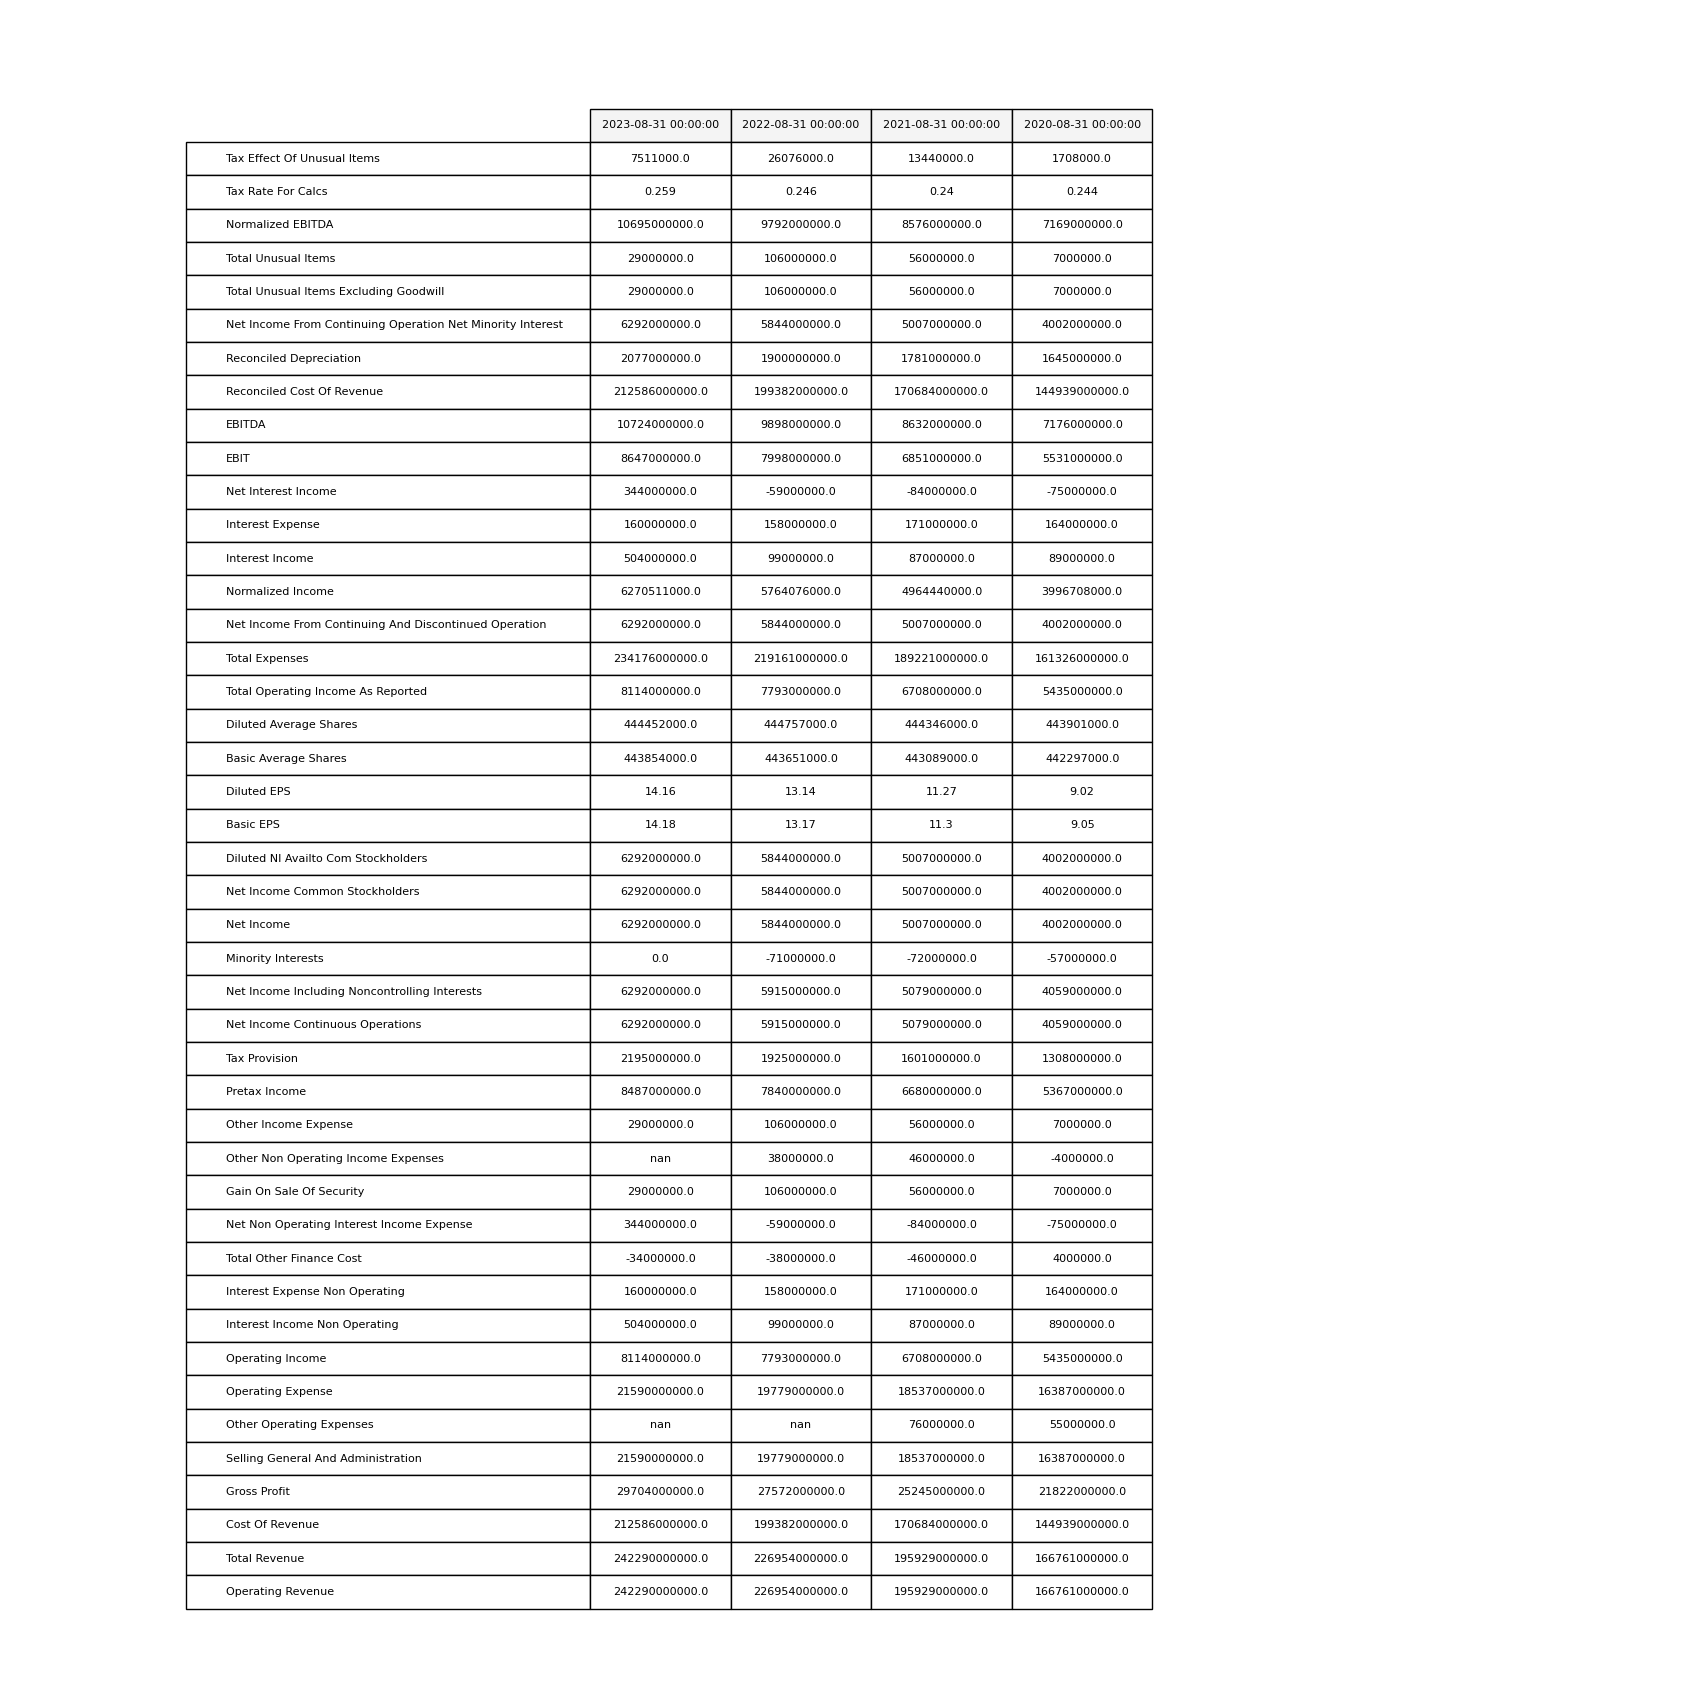 2023-08-31 00:00:00 2022-08-31 00:00:00 2021-08-31 00:00:00 2020-08-31 00:00:00
Tax Effect Of Unusual Items 7511000.0 26076000.0 13440000.0 1708000.0
Tax Rate For Calcs 0.259 0.246 0.24 0.244
Normalized EBITDA 10695000000.0 9792000000.0 8576000000.0 7169000000.0
Total Unusual Items 29000000.0 106000000.0 56000000.0 7000000.0
Total Unusual Items Excluding Goodwill 29000000.0 106000000.0 56000000.0 7000000.0
Net Income From Continuing Operation Net Minority Interest 6292000000.0 5844000000.0 5007000000.0 4002000000.0
Reconciled Depreciation 2077000000.0 1900000000.0 1781000000.0 1645000000.0
Reconciled Cost Of Revenue 212586000000.0 199382000000.0 170684000000.0 144939000000.0
EBITDA 10724000000.0 9898000000.0 8632000000.0 7176000000.0
EBIT 8647000000.0 7998000000.0 6851000000.0 5531000000.0
Net Interest Income 344000000.0 -59000000.0 -84000000.0 -75000000.0
Interest Expense 160000000.0 158000000.0 171000000.0 164000000.0
Interest Income 504000000.0 99000000.0 87000000.0 89000000.0
Normalized Income 6270511000.0 5764076000.0 4964440000.0 3996708000.0
Net Income From Continuing And Discontinued Operation 6292000000.0 5844000000.0 5007000000.0 4002000000.0
Total Expenses 234176000000.0 219161000000.0 189221000000.0 161326000000.0
Total Operating Income As Reported 8114000000.0 7793000000.0 6708000000.0 5435000000.0
Diluted Average Shares 444452000.0 444757000.0 444346000.0 443901000.0
Basic Average Shares 443854000.0 443651000.0 443089000.0 442297000.0
Diluted EPS 14.16 13.14 11.27 9.02
Basic EPS 14.18 13.17 11.3 9.05
Diluted NI Availto Com Stockholders 6292000000.0 5844000000.0 5007000000.0 4002000000.0
Net Income Common Stockholders 6292000000.0 5844000000.0 5007000000.0 4002000000.0
Net Income 6292000000.0 5844000000.0 5007000000.0 4002000000.0
Minority Interests 0.0 -71000000.0 -72000000.0 -57000000.0
Net Income Including Noncontrolling Interests 6292000000.0 5915000000.0 5079000000.0 4059000000.0
Net Income Continuous Operations 6292000000.0 5915000000.0 5079000000.0 4059000000.0
Tax Provision 2195000000.0 1925000000.0 1601000000.0 1308000000.0
Pretax Income 8487000000.0 7840000000.0 6680000000.0 5367000000.0
Other Income Expense 29000000.0 106000000.0 56000000.0 7000000.0
Other Non Operating Income Expenses nan 38000000.0 46000000.0 -4000000.0
Gain On Sale Of Security 29000000.0 106000000.0 56000000.0 7000000.0
Net Non Operating Interest Income Expense 344000000.0 -59000000.0 -84000000.0 -75000000.0
Total Other Finance Cost -34000000.0 -38000000.0 -46000000.0 4000000.0
Interest Expense Non Operating 160000000.0 158000000.0 171000000.0 164000000.0
Interest Income Non Operating 504000000.0 99000000.0 87000000.0 89000000.0
Operating Income 8114000000.0 7793000000.0 6708000000.0 5435000000.0
Operating Expense 21590000000.0 19779000000.0 18537000000.0 16387000000.0
Other Operating Expenses nan nan 76000000.0 55000000.0
Selling General And Administration 21590000000.0 19779000000.0 18537000000.0 16387000000.0
Gross Profit 29704000000.0 27572000000.0 25245000000.0 21822000000.0
Cost Of Revenue 212586000000.0 199382000000.0 170684000000.0 144939000000.0
Total Revenue 242290000000.0 226954000000.0 195929000000.0 166761000000.0
Operating Revenue 242290000000.0 226954000000.0 195929000000.0 166761000000.0